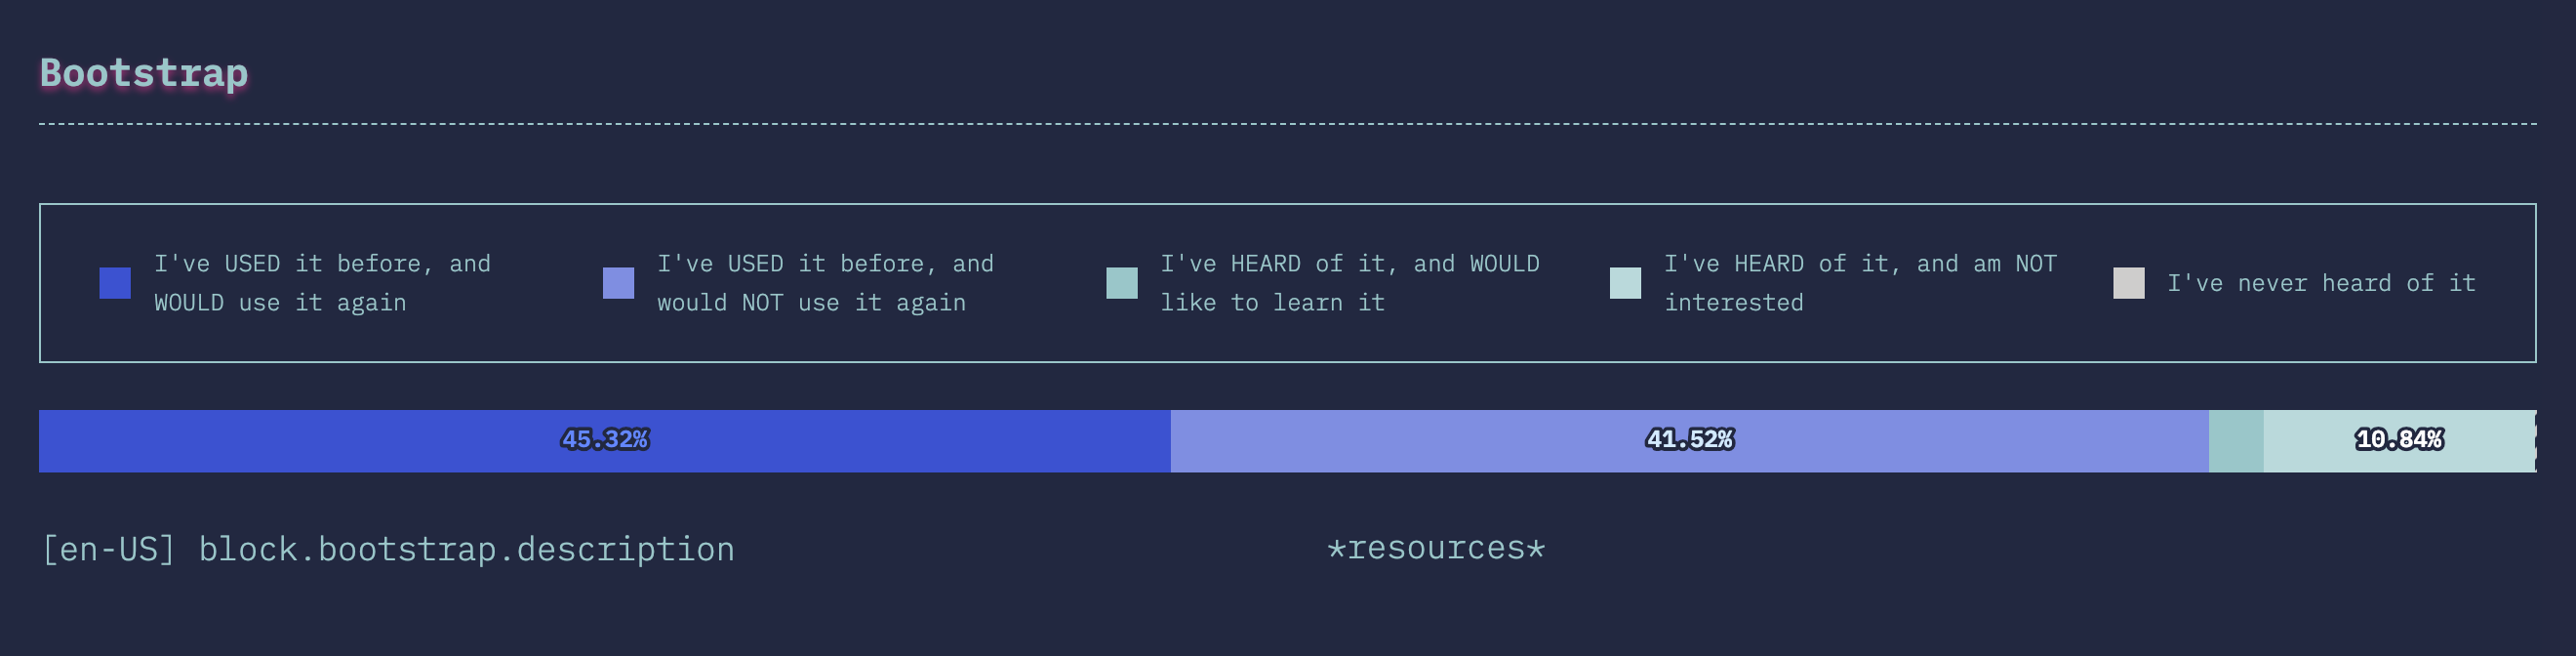 Bootstrap
I've USED it before, and
WOULD use it again
I've USED it before, and
would NOT use it again
I've HEARD of it, and WOULD
like to learn it
I've HEARD of it, and am NOT
interested
I've never heard of it
45.32%
41.52%
10.84%
[en-US] block.bootstrap.description
*resources*